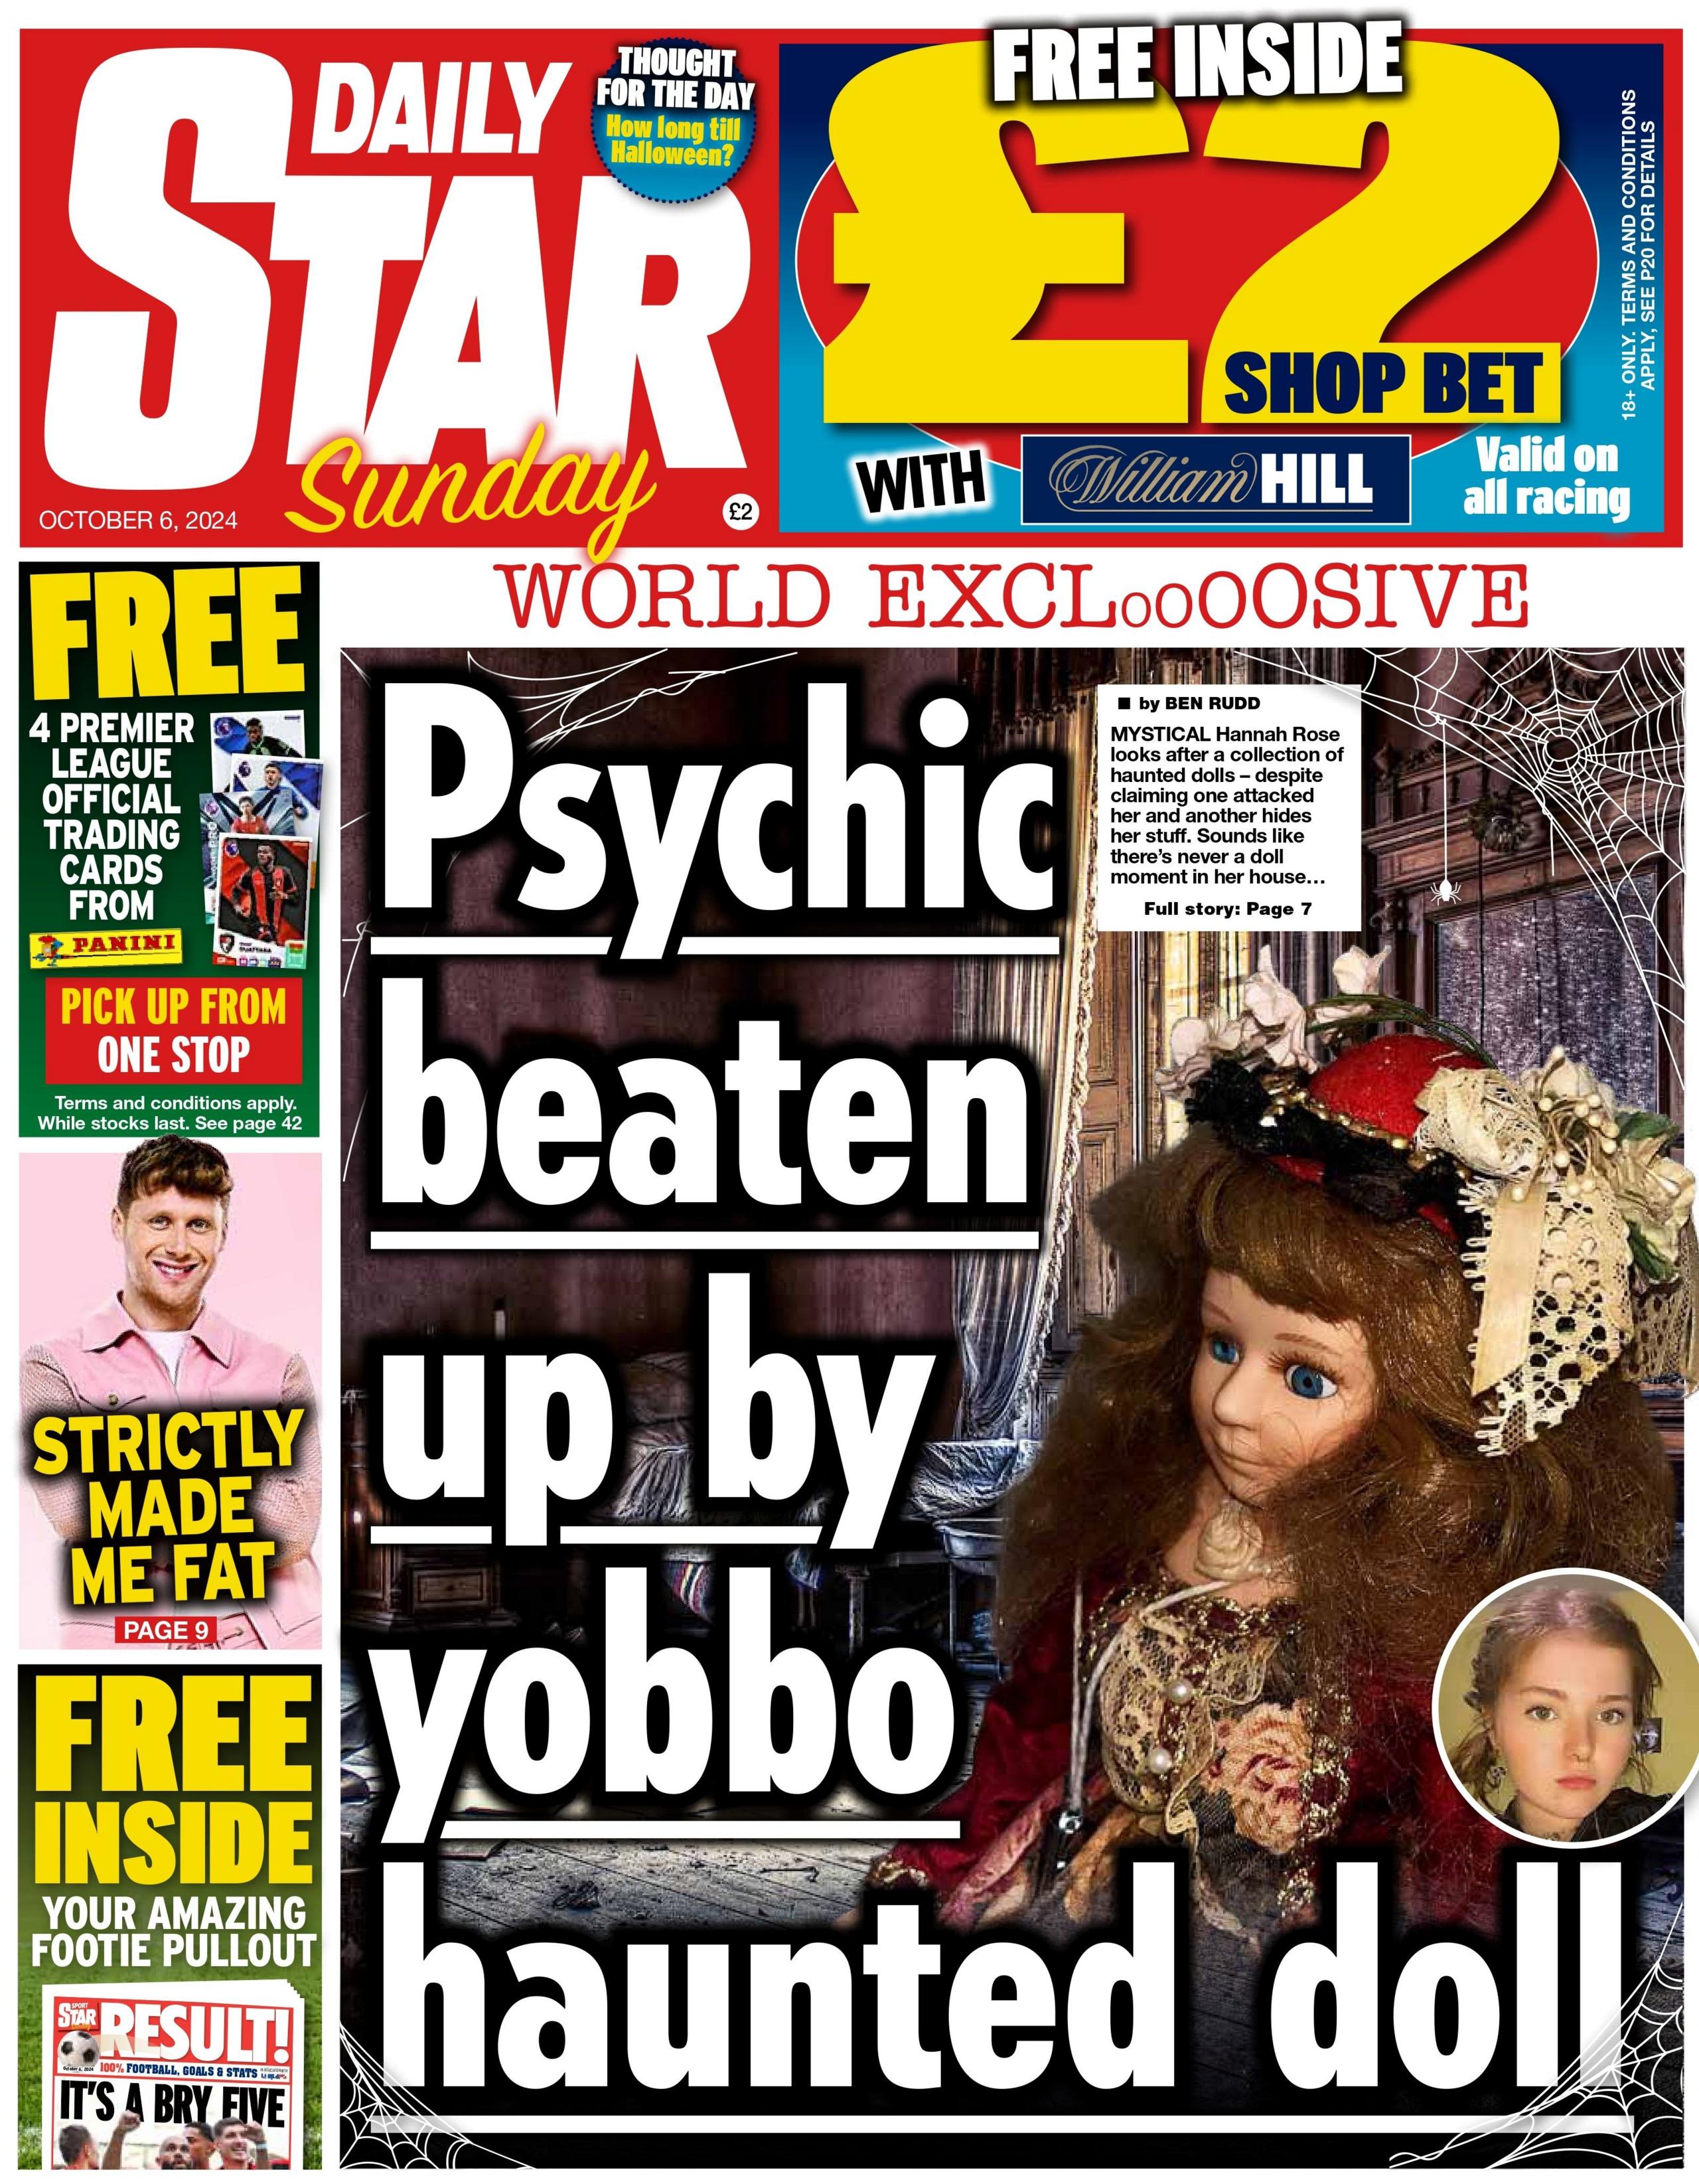 DAILY
STAR
Sunday
OCTOBER 6, 2024
£2
THOUGHT
FOR THE DAY
How long till
Halloween?
FREE INSIDE
£2
SHOP BET
WITH
William HILL
Valid on
all racing
18+ ONLY. TERMS AND CONDITIONS
APPLY, SEE P20 FOR DETAILS
FREE
4 PREMIER
LEAGUE
OFFICIAL
TRADING
CARDS
FROM
PANINI
PICK UP FROM
ONE STOP
Terms and conditions apply.
While stocks last. See page 42
STRICTLY
MADE
ME FAT
PAGE 9
FREE
INSIDE
YOUR AMAZING
FOOTIE PULLOUT
SPORT
STAR
RESULT!
100% FOOTBALL, GOALS & STATS
IT'S A BRY FIVE
WORLD EXCLooOOSIVE
Psychic
beaten
up by
yobbo
haunted doll
■ by BEN RUDD
MYSTICAL Hannah Rose
looks after a collection of
haunted dolls – despite
claiming one attacked
her and another hides
her stuff. Sounds like
there's never a doll
moment in her house...
Full story: Page 7